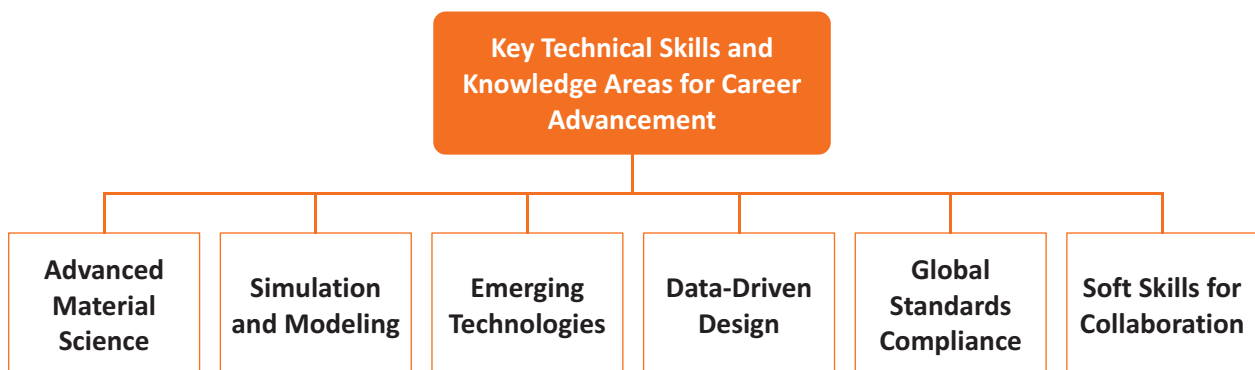 Key Technical Skills and
Knowledge Areas for Career
Advancement
Advanced
Material
Science
Simulation
and Modeling
Emerging
Technologies
Data-Driven
Design
Global
Standards
Compliance
Soft Skills for
Collaboration